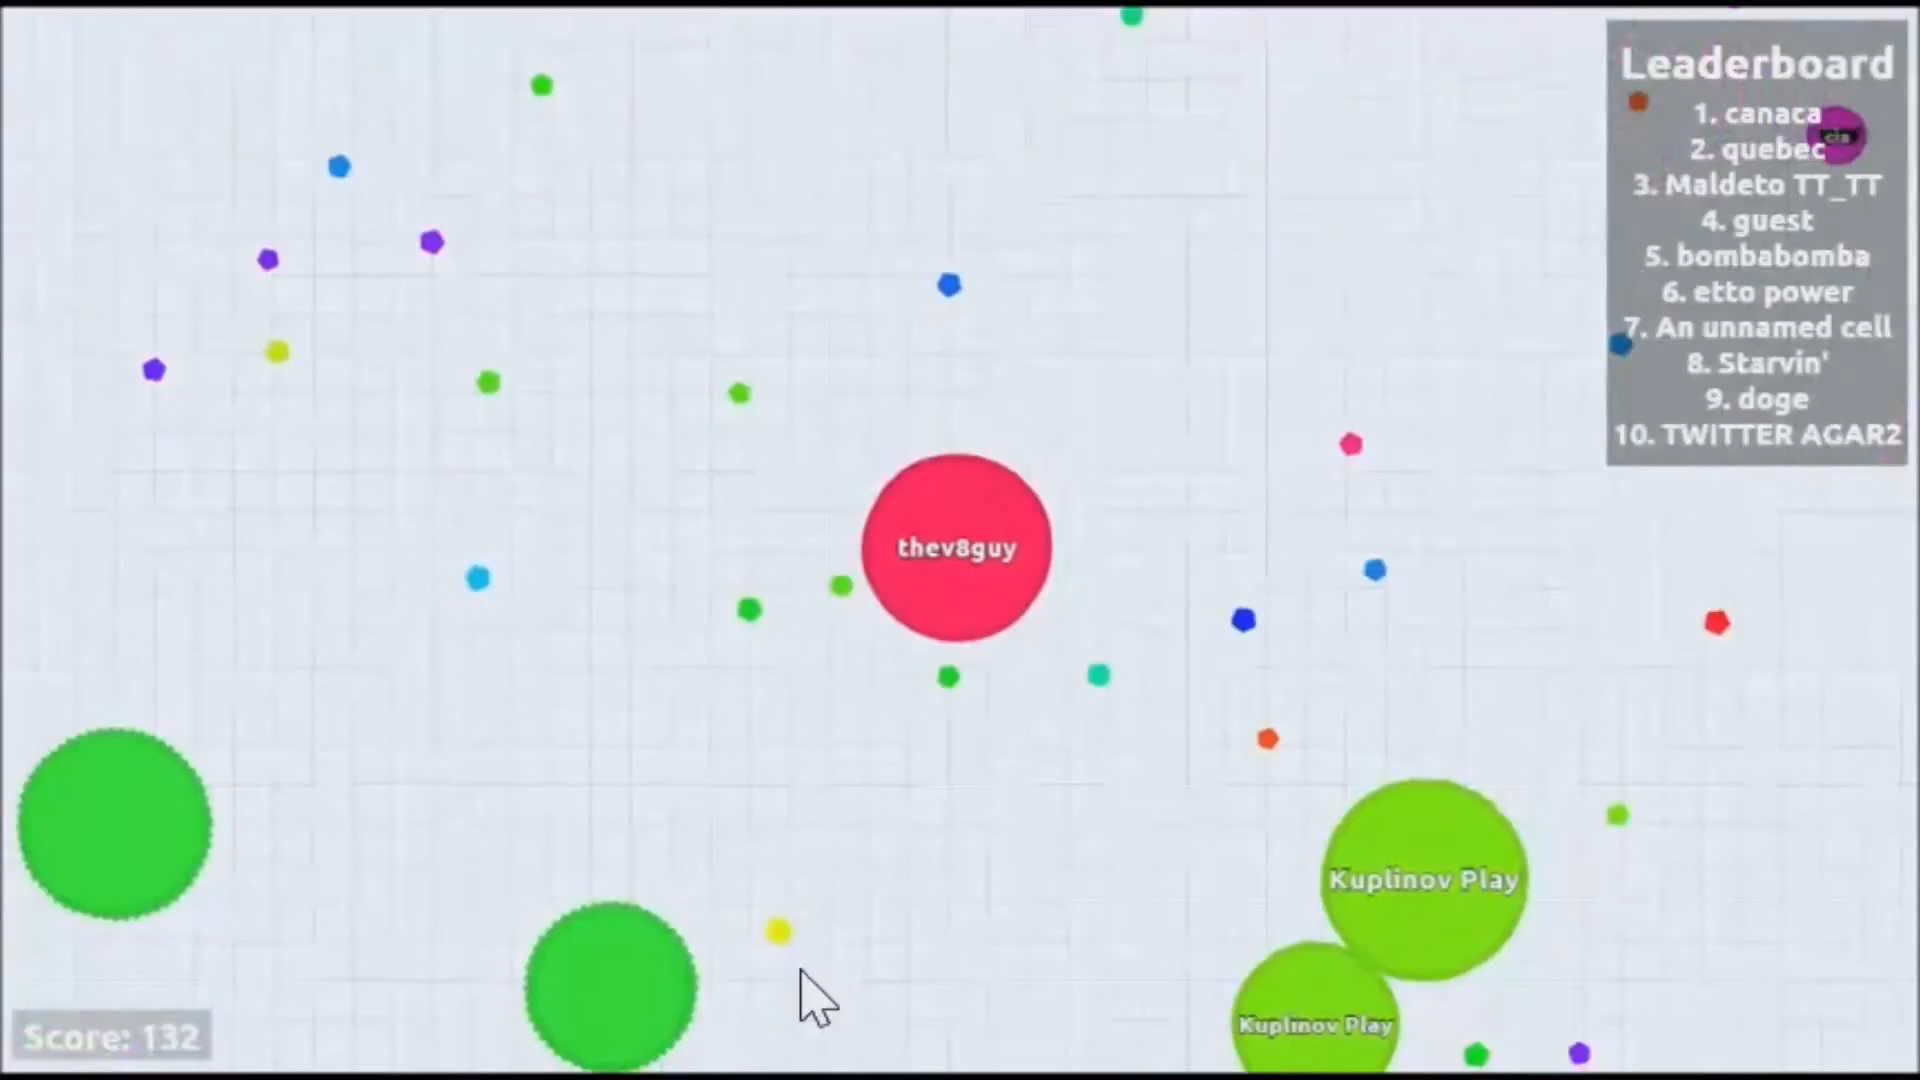 Leaderboard
1. canaca
cia
2. quebec
3. Maldeto TT_TT
4. guest
5. bombabomba
6. etto power
7. An unnamed cell
8. Starvin'
9. doge
10. TWITTER AGAR2
thev8guy
Kuplinov Play
Kuplinov Play
Score: 132